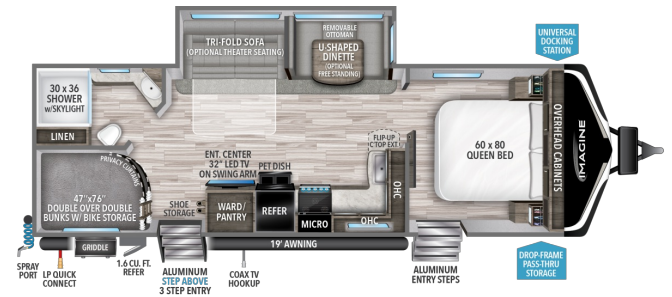 UNIVERSAL
DOCKING
STATION
REMOVABLE
OTTOMAN
TRI-FOLD SOFA
(OPTIONAL THEATER SEATING)
U-SHAPED
DINETTE
(OPTIONAL
FREE STANDING)
30 x 36
SHOWER
w/SKYLIGHT
LINEN
FLIP-UP
C TOP EXT
60 x 80
QUEEN BED
OVERHEAD CABINETS
IMAGINE
PRIVACY CURTAINS
ENT. CENTER
32" LED TV
ON SWING ARM
PET DISH
47"x76"
DOUBLE OVER DOUBLE
BUNKS W/ BIKE STORAGE
SHOE
STORAGE
WARD/
PANTRY
REFER
MICRO
OHC
OHC
19' AWNING
GRIDDLE
SPRAY
PORT
LP QUICK
CONNECT
1.6 CU. FT.
REFER
ALUMINUM
STEP ABOVE
3 STEP ENTRY
COAX TV
HOOKUP
ALUMINUM
ENTRY STEPS
DROP-FRAME
PASS-THRU
STORAGE